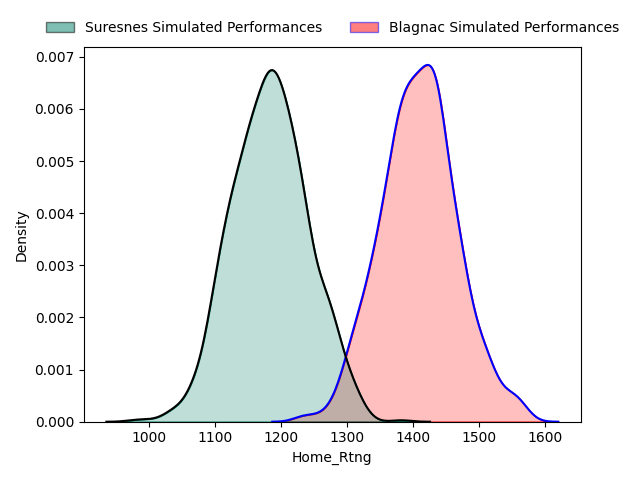 Suresnes Simulated Performances Blagnac Simulated Performances
0.007
0.006
0.005
0.004
0.003
0.002
0.001
0.000
Density
1000 1100 1200 1300 1400 1500 1600
Home_Rtng